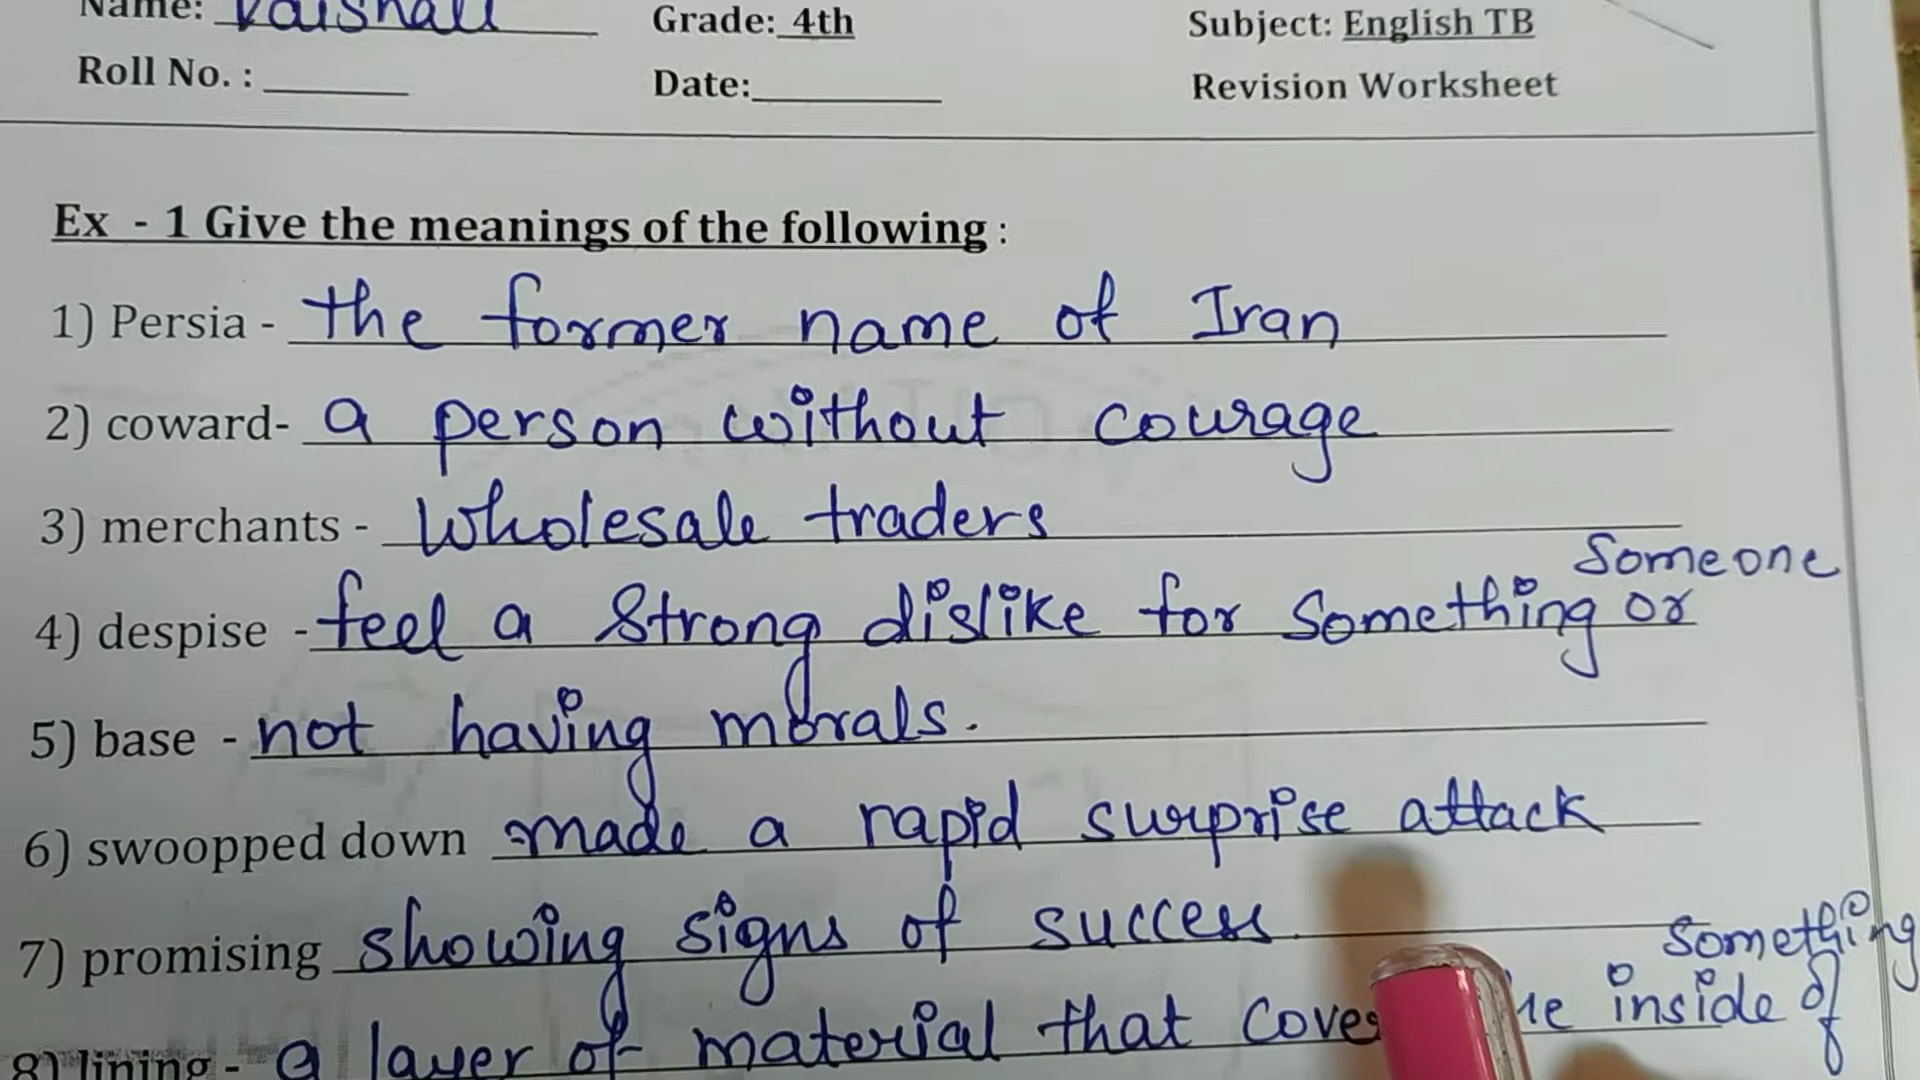 Name: Vaishali Grade: 4th Subject: English TB
Roll No. : Date: Revision Worksheet
Ex - 1 Give the meanings of the following :
1) Persia - the former name of Iran
2) coward- a person without courage
3) merchants - Wholesale traders
4) despise - feel a strong dislike for something or someone
5) base - not having morals.
6) swoopped down made a rapid surprise attack
7) promising showing signs of success.
8) lining - a layer of material that inside of something